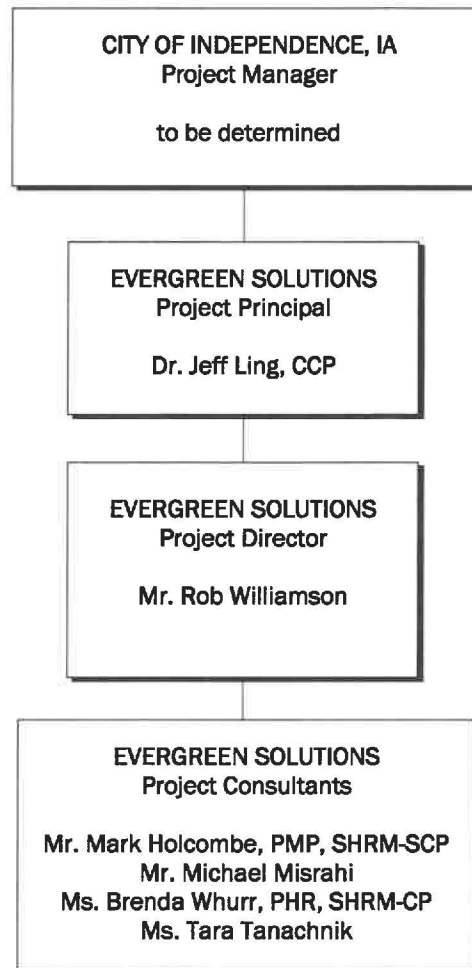 CITY OF INDEPENDENCE, IA
Project Manager
to be determined
EVERGREEN SOLUTIONS
Project Principal
Dr. Jeff Ling, CCP
EVERGREEN SOLUTIONS
Project Director
Mr. Rob Williamson
EVERGREEN SOLUTIONS
Project Consultants
Mr. Mark Holcombe, PMP, SHRM-SCP
Mr. Michael Misrahi
Ms. Brenda Whurr, PHR, SHRM-CP
Ms. Tara Tanachnik